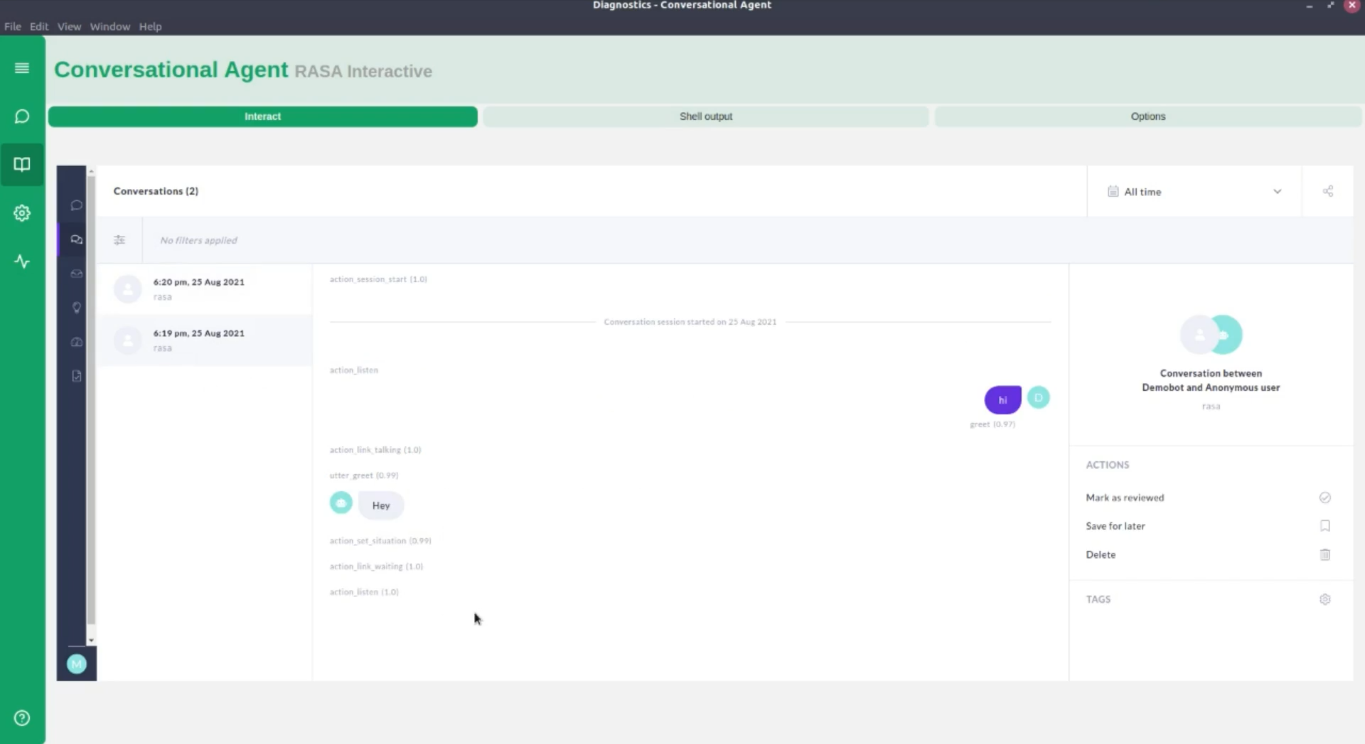 Diagnostics - Conversational Agent
File Edit View Window Help
Conversational Agent RASA Interactive
Interact Shell output Options
Conversations (2)
All time
No filters applied
6:20 pm, 25 Aug 2021
rasa
6:19 pm, 25 Aug 2021
rasa
action_session_start (1.0)
Conversation session started on 25 Aug 2021
action_listen
hi
D
greet (0.97)
action_link_talking (1.0)
utter_greet (0.99)
Hey
action_set_situation (0.99)
action_link_waiting (1.0)
action_listen (1.0)
Conversation between
Demobot and Anonymous user
rasa
ACTIONS
Mark as reviewed
Save for later
Delete
TAGS
M